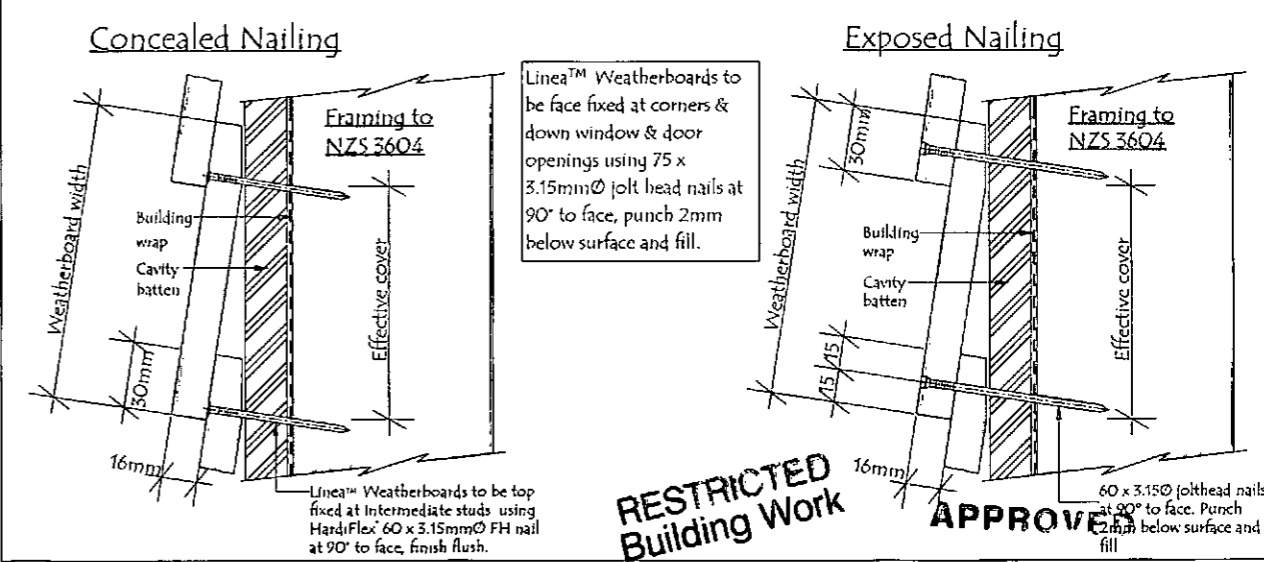 Concealed Nailing
Framing to
NZS 3604
Weatherboard width
Building
wrap
Cavity
batten
Effective cover
30mm
16mm
Linea™ Weatherboards to be top
fixed at Intermediate studs using
HardiFlex 60 x 3.15mmØ FH nail
at 90° to face, finish flush.
Linea™ Weatherboards to
be face fixed at corners &
down window & door
openings using 75 x
3.15mmØ jolt head nails at
90° to face, punch 2mm
below surface and fill.
Exposed Nailing
Framing to
NZS 3604
30mm
Weatherboard width
Building
wrap
Cavity
batten
Effective cover
15
15
16mm
60 x 3.15Ø jolthead nails
at 90° to face. Punch
2mm below surface and
fill
RESTRICTED
Building Work
APPROVED